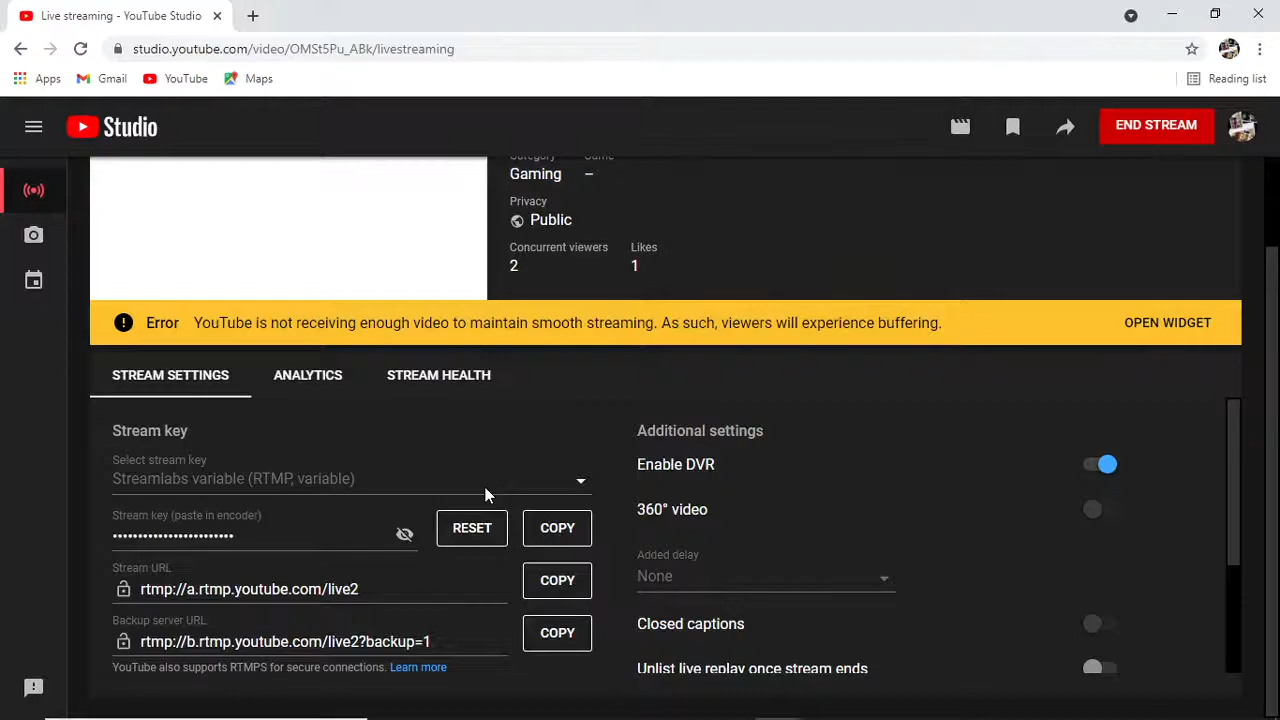 Live streaming - YouTube Studio
studio.youtube.com/video/OMSt5Pu_ABk/livestreaming
Apps Gmail YouTube Maps Reading list
Studio END STREAM
Category Game
Gaming –
Privacy
Public
Concurrent viewers Likes
2 1
Error YouTube is not receiving enough video to maintain smooth streaming. As such, viewers will experience buffering. OPEN WIDGET
STREAM SETTINGS ANALYTICS STREAM HEALTH
Stream key
Select stream key
Streamlabs variable (RTMP, variable)
Stream key (paste in encoder)
•••••••••••••••••••••••• RESET COPY
Stream URL
rtmp://a.rtmp.youtube.com/live2 COPY
Backup server URL
rtmp://b.rtmp.youtube.com/live2?backup=1 COPY
YouTube also supports RTMPS for secure connections. Learn more
Additional settings
Enable DVR
360° video
Added delay
None
Closed captions
Unlist live replay once stream ends